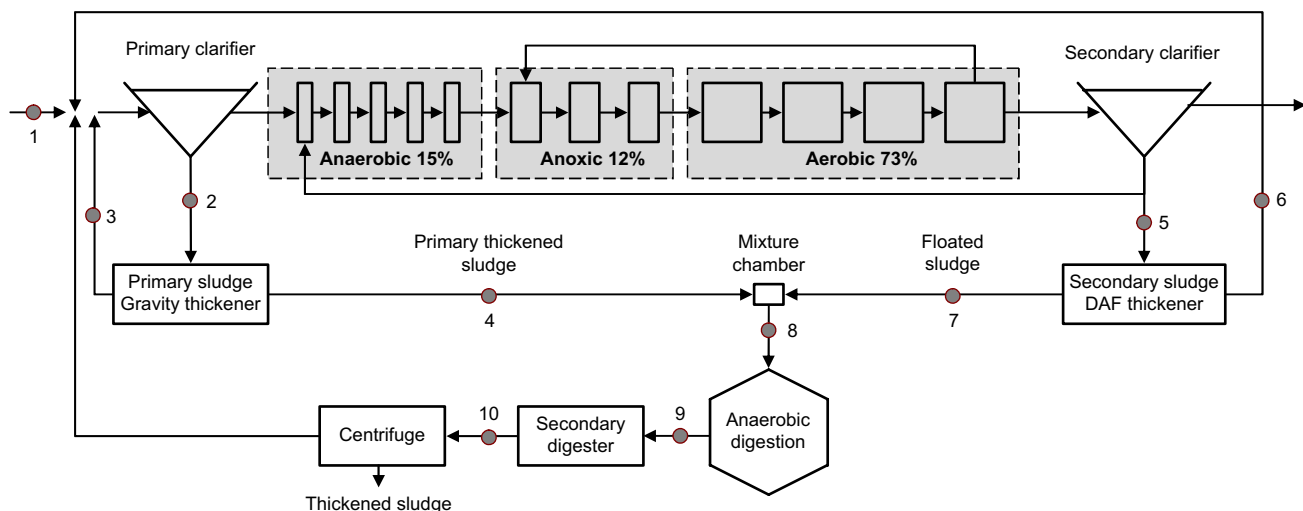 Primary clarifier
Secondary clarifier
1
Anaerobic 15%
Anoxic 12%
Aerobic 73%
2
3
5
6
Primary thickened
sludge
Mixture
chamber
Floated
sludge
Primary sludge
Gravity thickener
Secondary sludge
DAF thickener
4
7
8
Anaerobic
digestion
9
10
Secondary
digester
Centrifuge
Thickened sludge